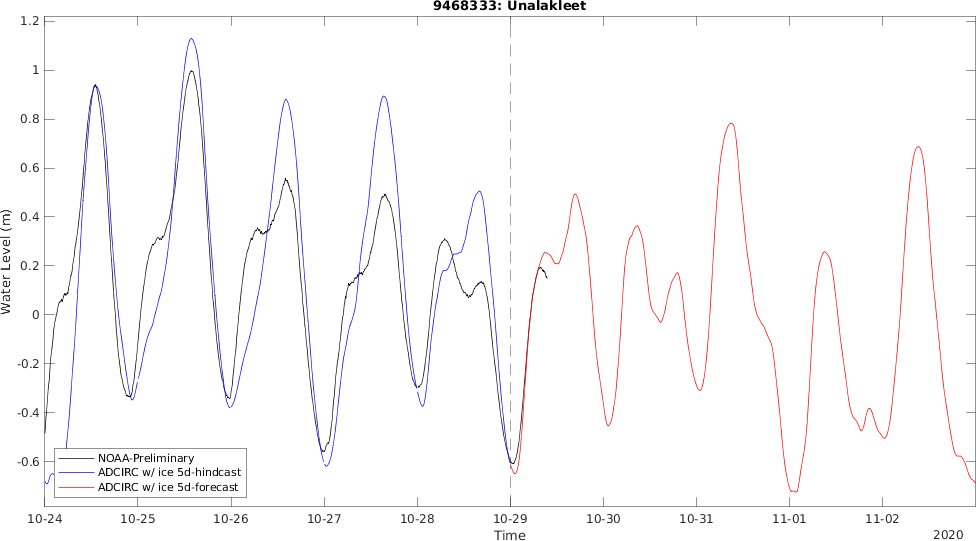 9468333: Unalakleet
1.2
1
0.8
0.6
0.4
0.2
0
-0.2
-0.4
-0.6
Water Level (m)
NOAA-Preliminary
ADCIRC w/ ice 5d-hindcast
ADCIRC w/ ice 5d-forecast
10-24 10-25 10-26 10-27 10-28 10-29 10-30 10-31 11-01 11-02
Time
2020